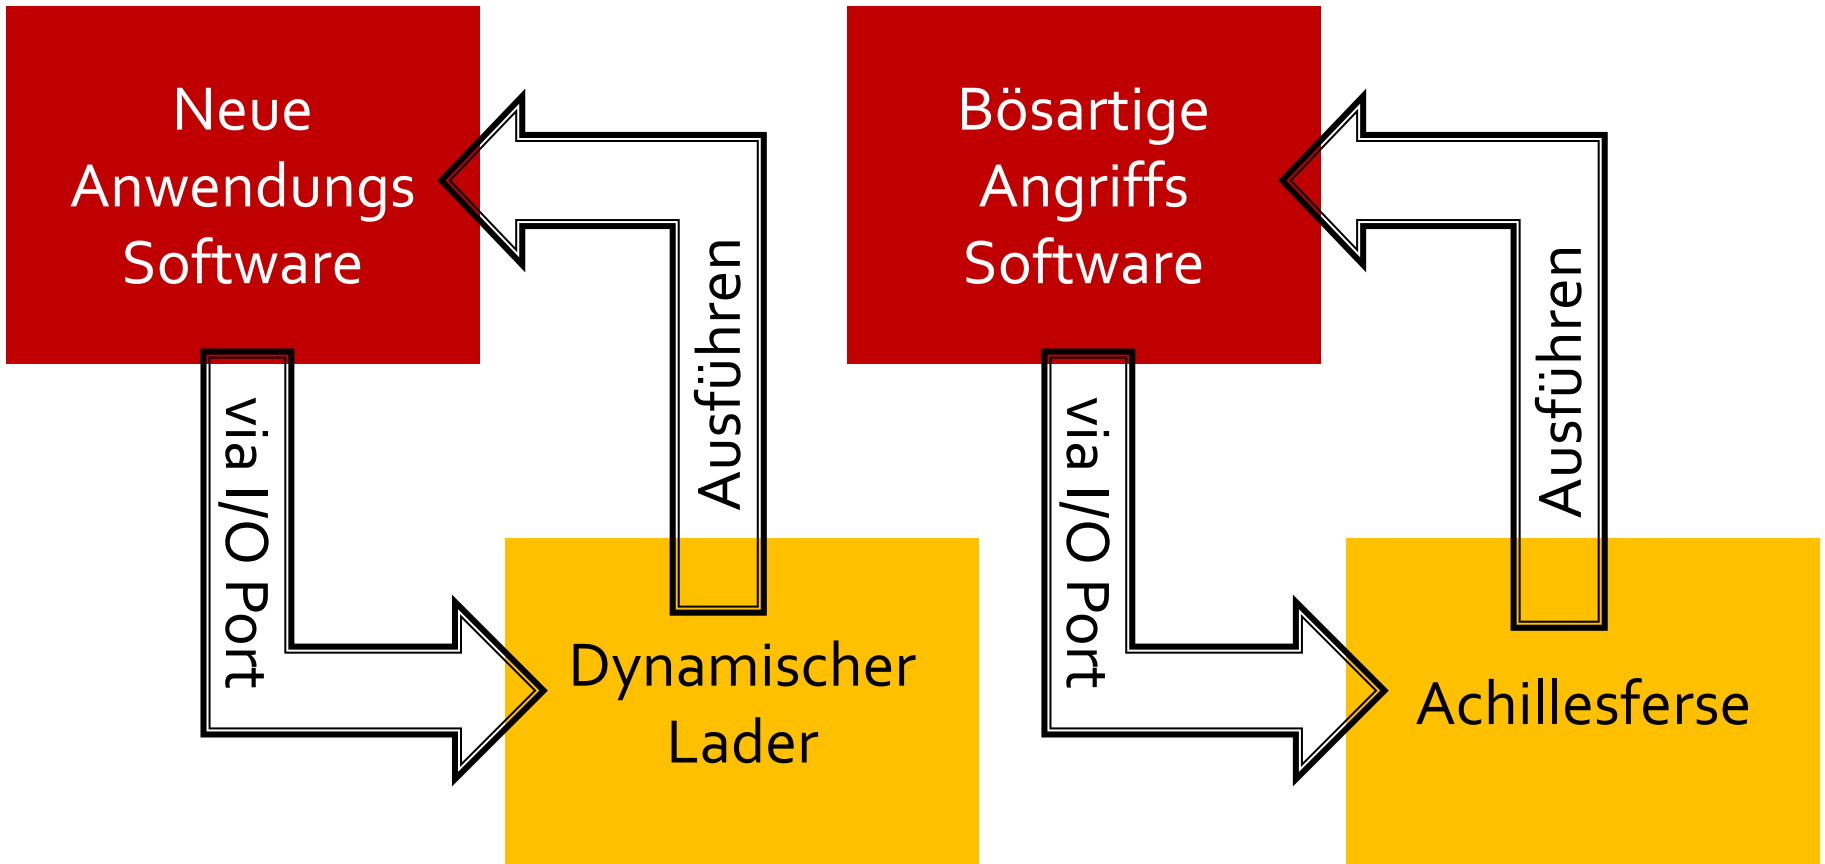 Neue
Anwendungs
Software
via I/O Port
Ausführen
Dynamischer
Lader
Bösartige
Angriffs
Software
via I/O Port
Ausführen
Achillesferse